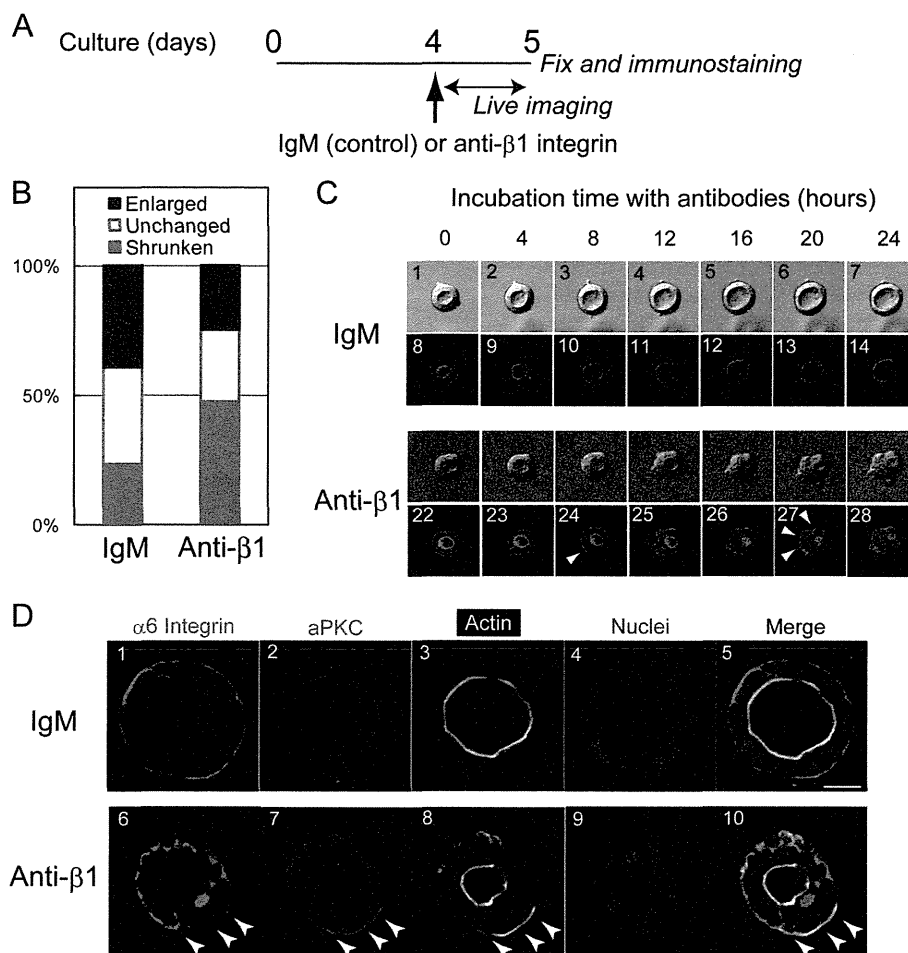 A
Culture (days)
0 4 5
Fix and immunostaining
Live imaging
IgM (control) or anti-β1 integrin
B
Enlarged
Unchanged
Shrunken
100%
50%
0%
IgM Anti-β1
C
Incubation time with antibodies (hours)
0 4 8 12 16 20 24
IgM
1 2 3 4 5 6 7
8 9 10 11 12 13 14
Anti-β1
22 23 24 25 26 27 28
D
α6 Integrin aPKC Actin Nuclei Merge
IgM
1 2 3 4 5
Anti-β1
6 7 8 9 10